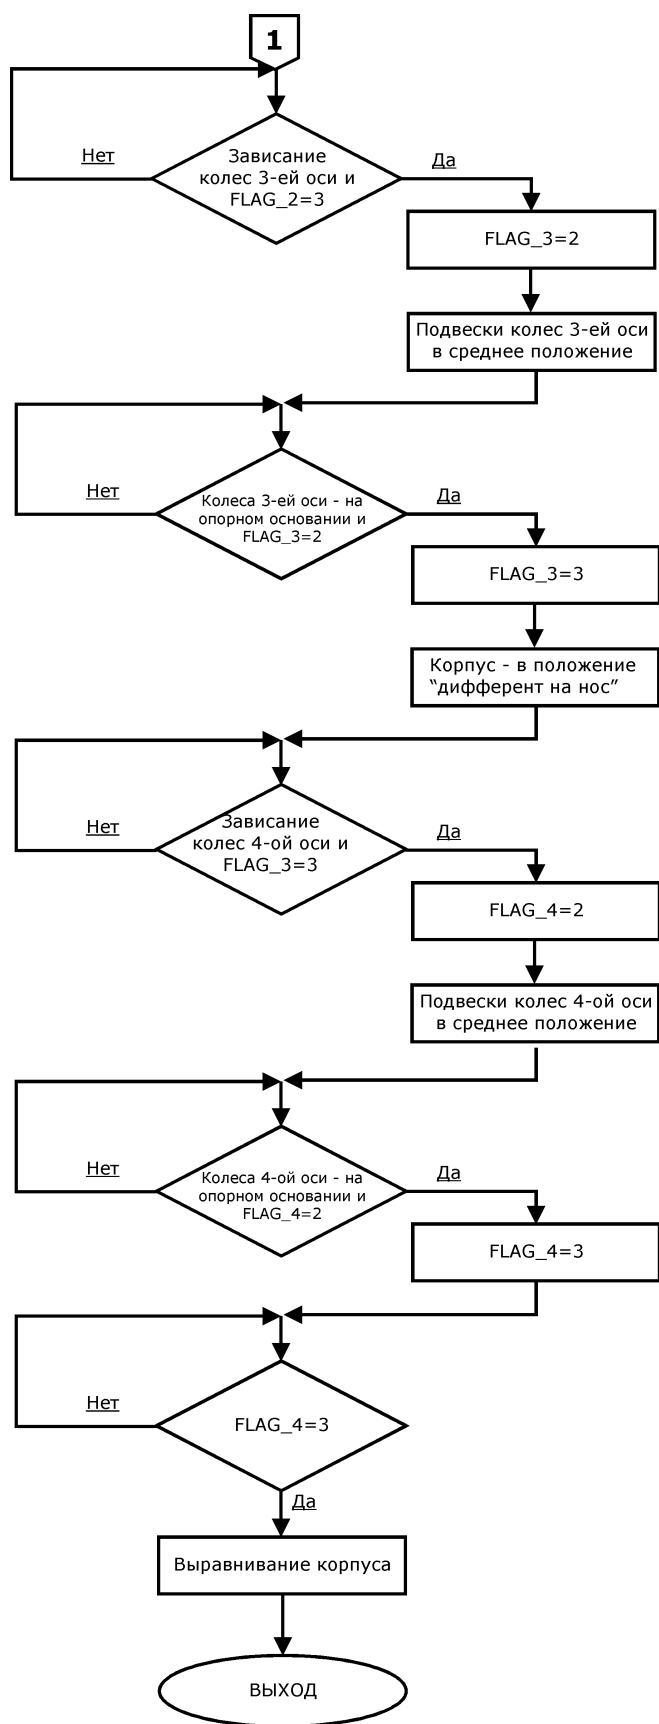 1
Нет
Зависание
колес 3-ей оси и
FLAG_2=3
Да
FLAG_3=2
Подвески колес 3-ей оси
в среднее положение
Нет
Колеса 3-ей оси - на
опорном основании и
FLAG_3=2
Да
FLAG_3=3
Корпус - в положение
“дифферент на нос”
Нет
Зависание
колес 4-ой оси и
FLAG_3=3
Да
FLAG_4=2
Подвески колес 4-ой оси
в среднее положение
Нет
Колеса 4-ой оси - на
опорном основании и
FLAG_4=2
Да
FLAG_4=3
Нет
FLAG_4=3
Да
Выравнивание корпуса
ВЫХОД